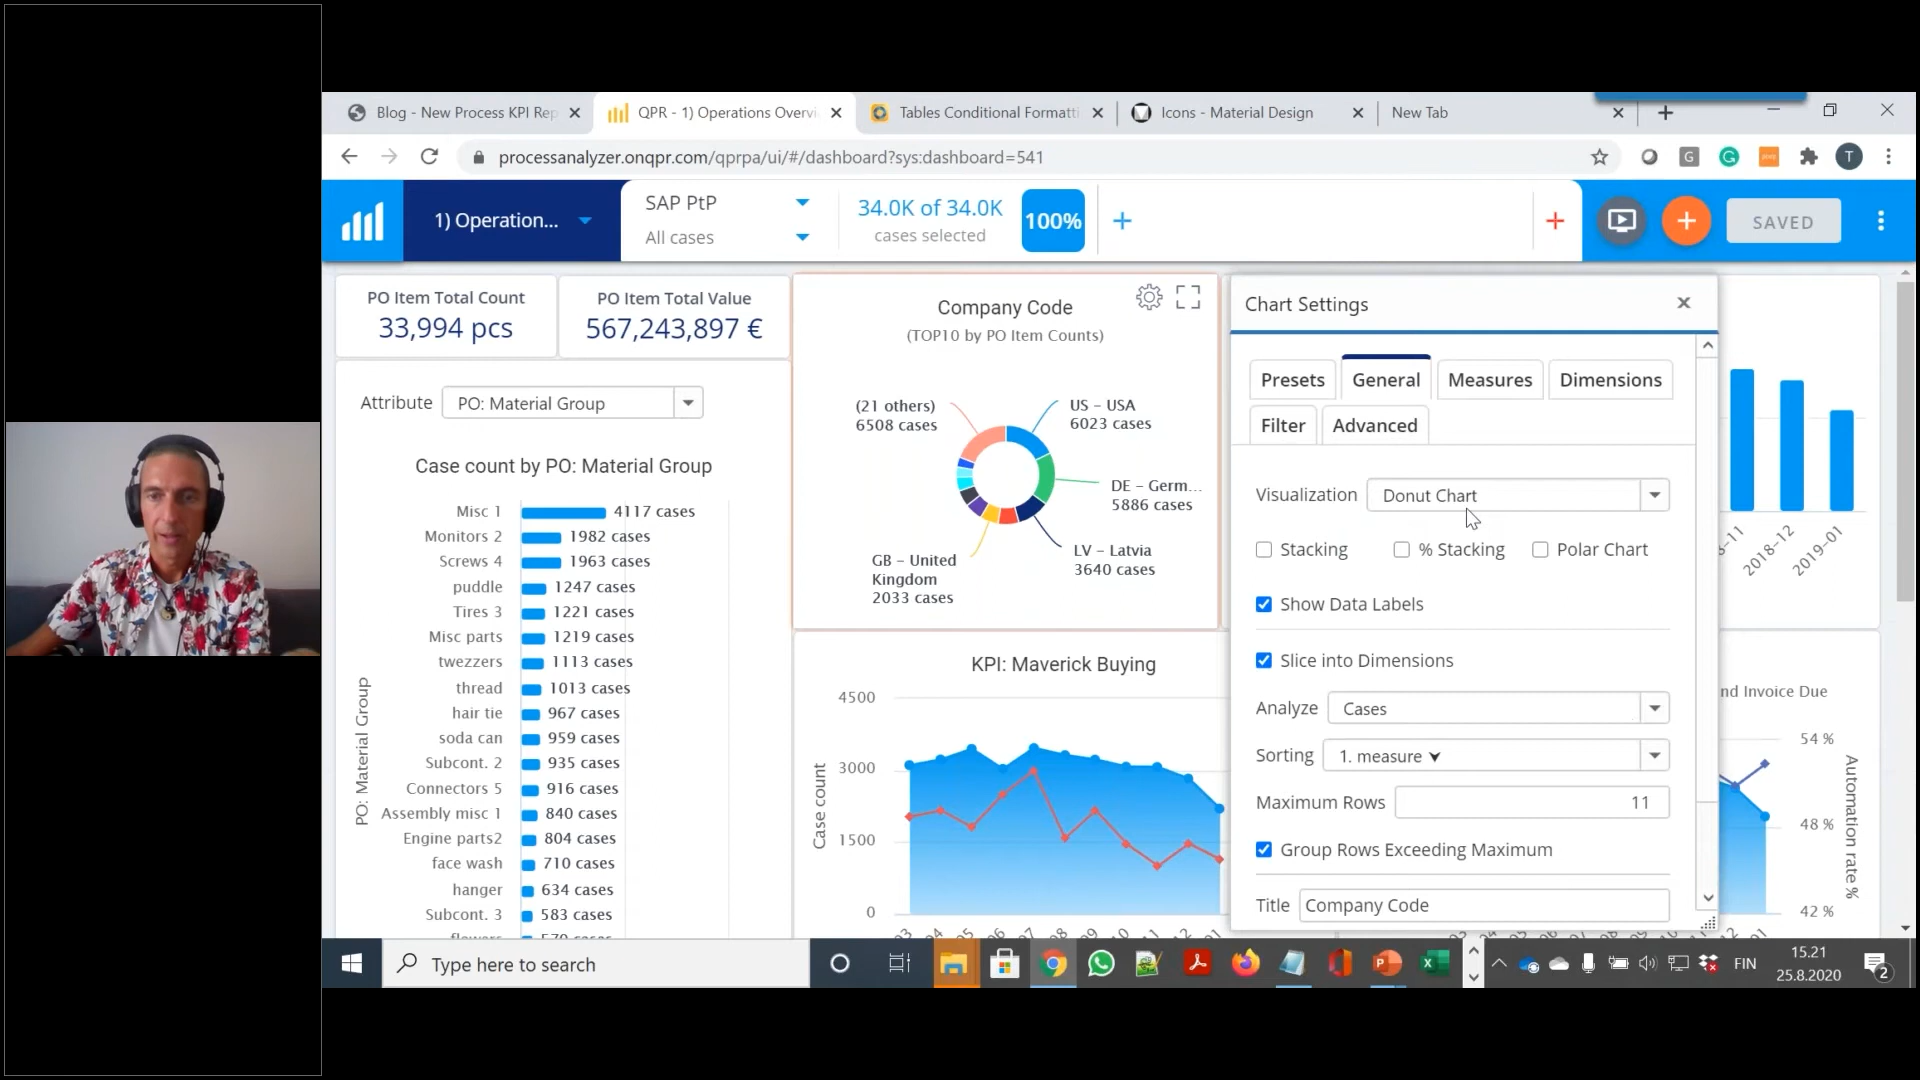 Blog - New Process KPI Rep
QPR - 1) Operations Overvi
Tables Conditional Formatti
Icons - Material Design
New Tab
processanalyzer.onqpr.com/qprpa/ui/#/dashboard?sys:dashboard=541
T
1) Operation...
SAP PtP
All cases
34.0K of 34.0K
cases selected
100%
SAVED
PO Item Total Count
33,994 pcs
PO Item Total Value
567,243,897 €
Attribute
PO: Material Group
Case count by PO: Material Group
PO: Material Group
Misc 1 4117 cases
Monitors 2 1982 cases
Screws 4 1963 cases
puddle 1247 cases
Tires 3 1221 cases
Misc parts 1219 cases
twezzers 1113 cases
thread 1013 cases
hair tie 967 cases
soda can 959 cases
Subcont. 2 935 cases
Connectors 5 916 cases
Assembly misc 1 840 cases
Engine parts2 804 cases
face wash 710 cases
hanger 634 cases
Subcont. 3 583 cases
Company Code
(TOP10 by PO Item Counts)
(21 others)
6508 cases
US – USA
6023 cases
DE – Germ...
5886 cases
LV – Latvia
3640 cases
GB – United
Kingdom
2033 cases
KPI: Maverick Buying
Case count
4500
3000
1500
0
Chart Settings
Presets
General
Measures
Dimensions
Filter
Advanced
Visualization
Donut Chart
Stacking
% Stacking
Polar Chart
Show Data Labels
Slice into Dimensions
Analyze
Cases
Sorting
1. measure
Maximum Rows
11
Group Rows Exceeding Maximum
Title
Company Code
2018-12
2019-01
nd Invoice Due
54 %
48 %
42 %
Automation rate %
Type here to search
FIN
15.21
25.8.2020
2